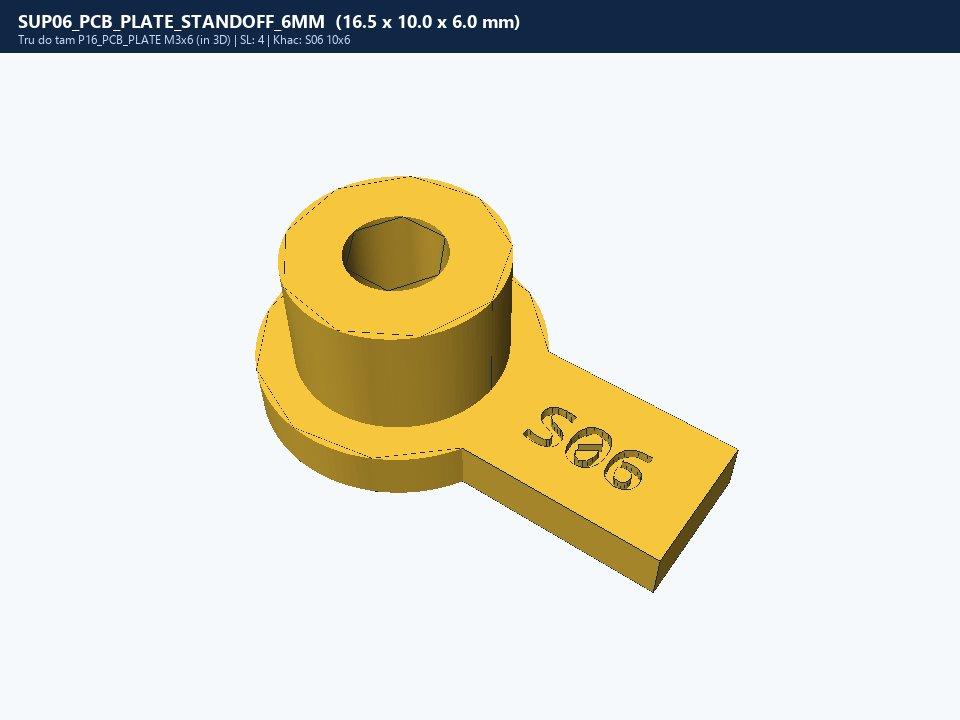 SUP06_PCB_PLATE_STANDOFF_6MM (16.5 x 10.0 x 6.0 mm)
Tru do tam P16_PCB_PLATE M3x6 (in 3D) | SL: 4 | Khac: S06 10x6
S06